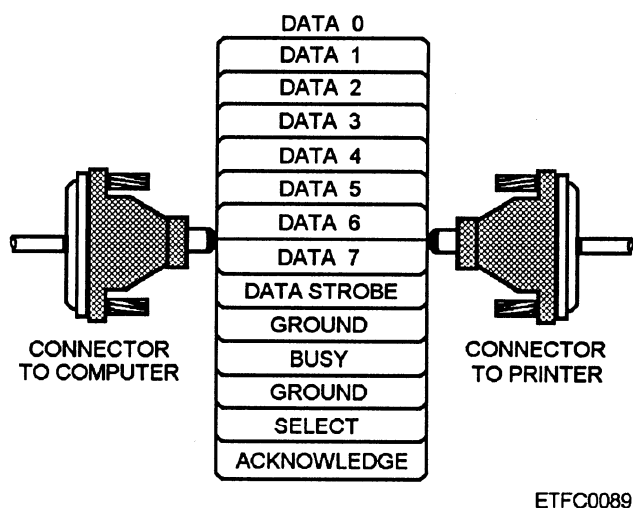 DATA 0
DATA 1
DATA 2
DATA 3
DATA 4
DATA 5
DATA 6
DATA 7
DATA STROBE
GROUND
BUSY
GROUND
SELECT
ACKNOWLEDGE
CONNECTOR
TO COMPUTER
CONNECTOR
TO PRINTER
ETFC0089